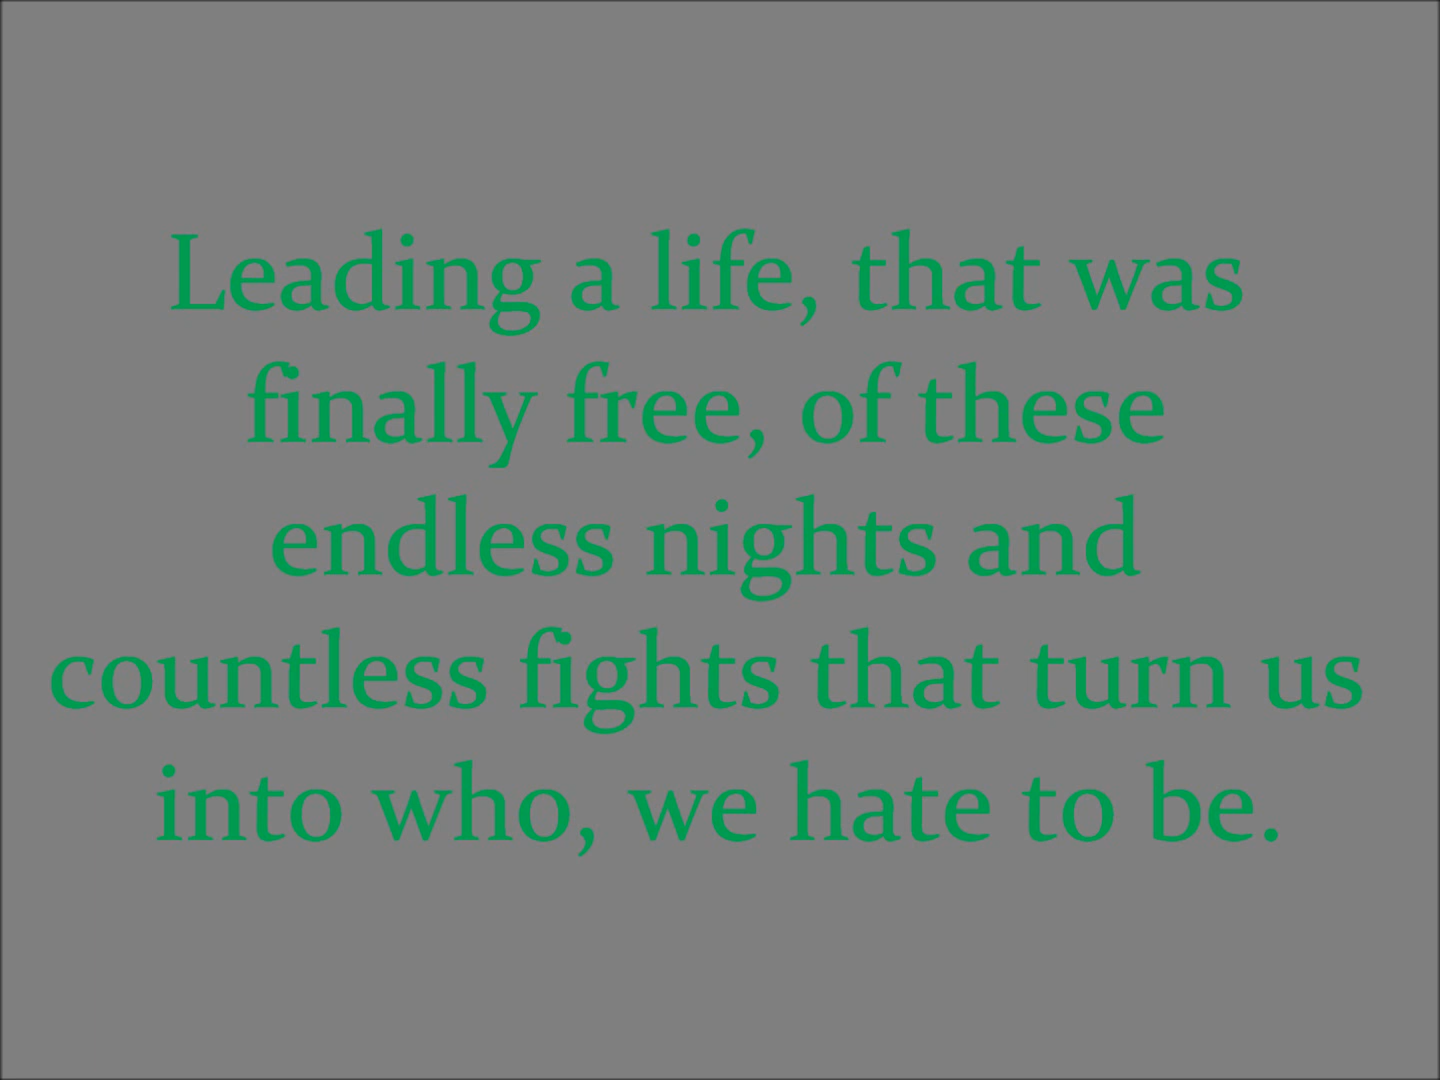 Leading a life, that was
finally free, of these
endless nights and
countless fights that turn us
into who, we hate to be.